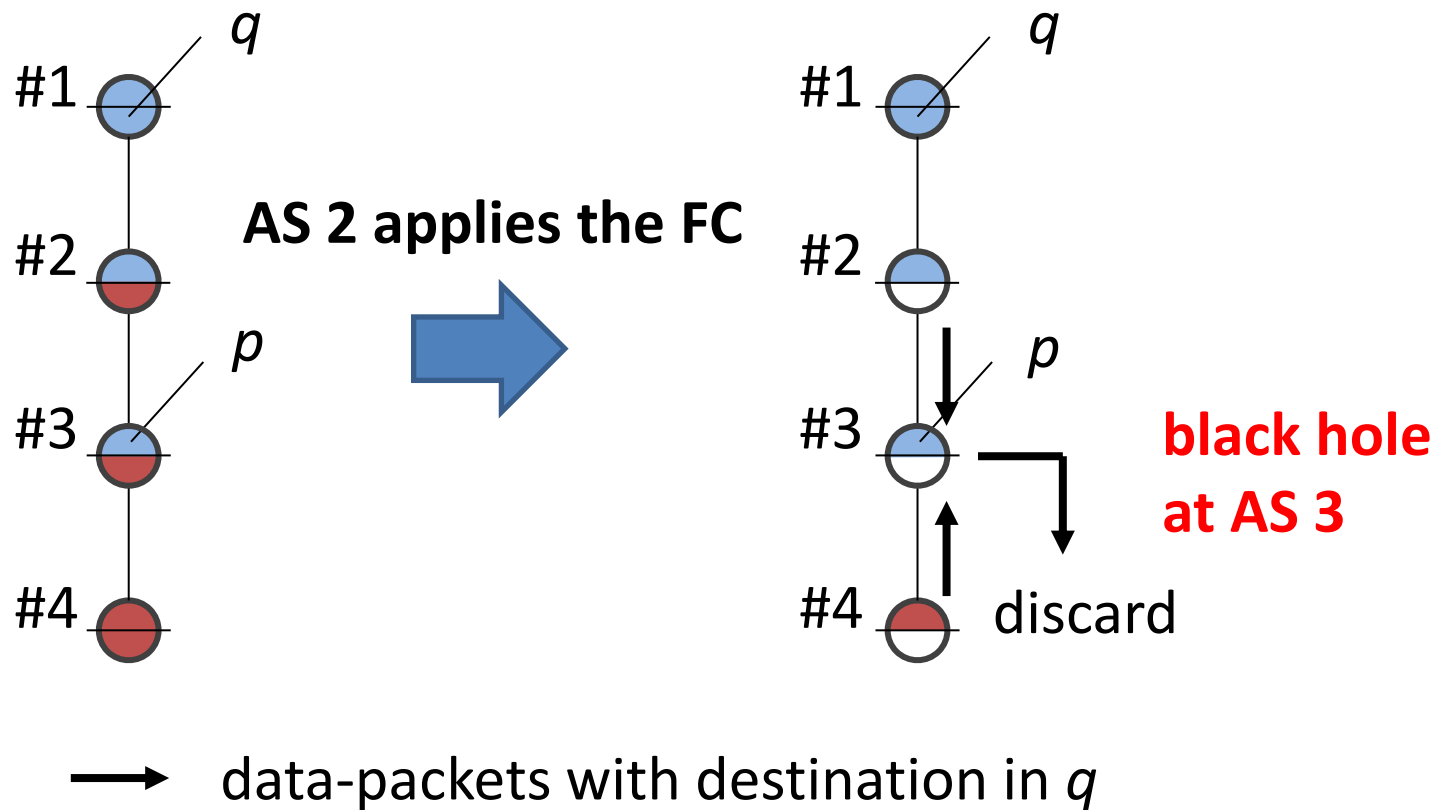 q q
#1 #1
AS 2 applies the FC
#2 #2
p p
#3 #3
black hole
at AS 3
#4 #4 discard
data-packets with destination in q